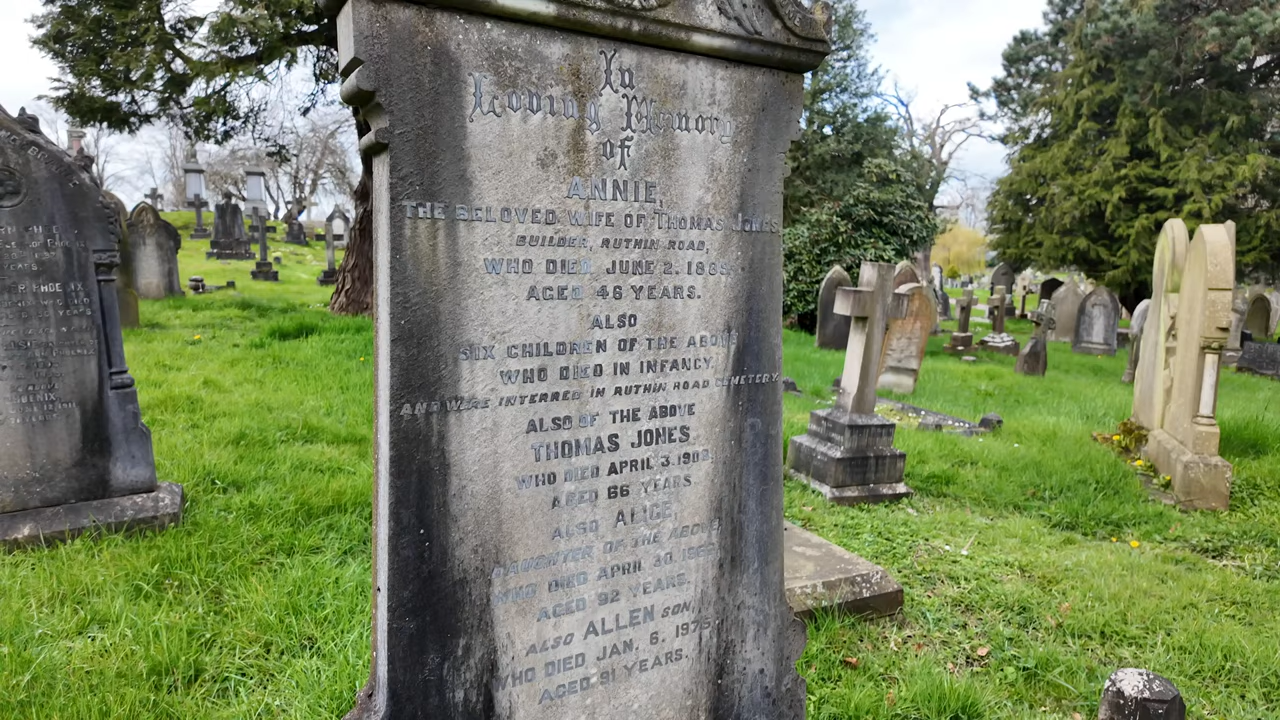 In
Loving Memory
of
ANNIE,
THE BELOVED WIFE OF THOMAS JONES
BUILDER, RUTHIN ROAD,
WHO DIED JUNE 2. 1885.
AGED 46 YEARS.
ALSO
SIX CHILDREN OF THE ABOVE
WHO DIED IN INFANCY,
AND WERE INTERRED IN RUTHIN ROAD CEMETERY.
ALSO OF THE ABOVE
THOMAS JONES
WHO DIED APRIL 3. 1902,
AGED 66 YEARS
ALSO ALICE,
DAUGHTER OF THE ABOVE
WHO DIED APRIL 30.
AGED 92 YEARS.
ALSO ALLEN SON,
WHO DIED JAN. 6. 1975.
AGED 91 YEARS.